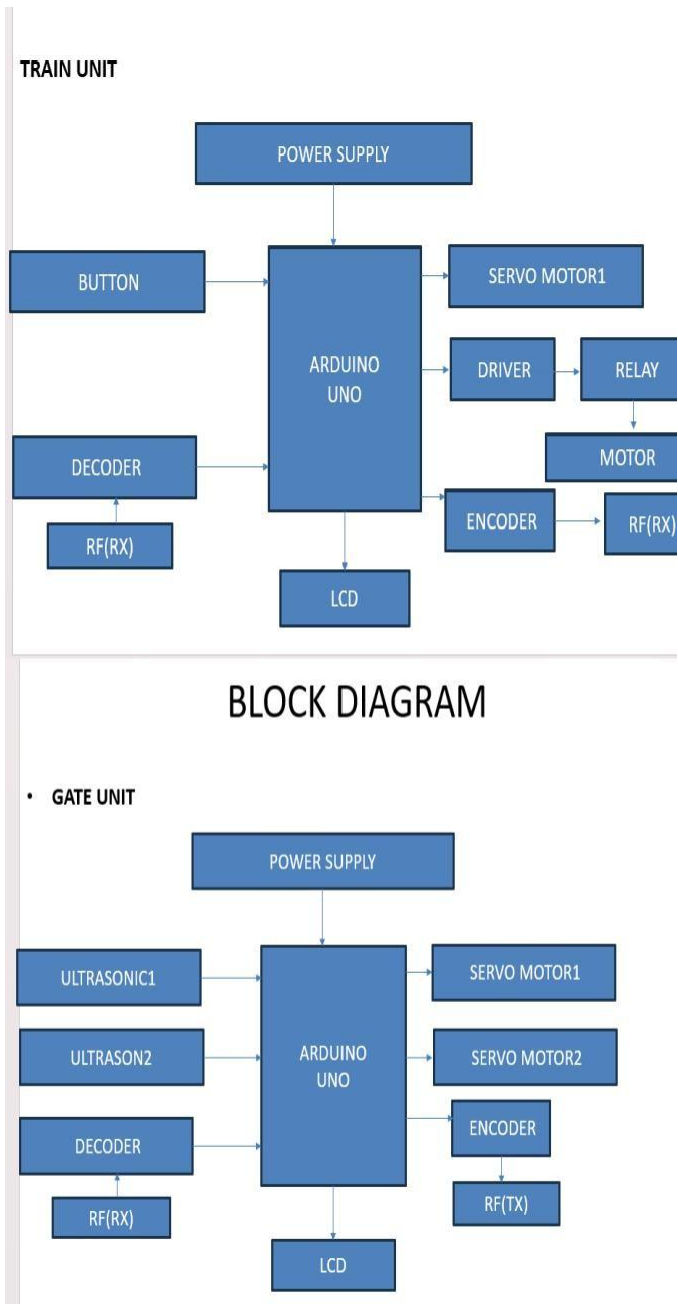 TRAIN UNIT
POWER SUPPLY
BUTTON
SERVO MOTOR1
ARDUINO
UNO
DRIVER
RELAY
MOTOR
DECODER
RF(RX)
ENCODER
RF(RX)
LCD
BLOCK DIAGRAM
• GATE UNIT
POWER SUPPLY
ULTRASONIC1
SERVO MOTOR1
ULTRASON2
ARDUINO
UNO
SERVO MOTOR2
DECODER
ENCODER
RF(RX)
RF(TX)
LCD